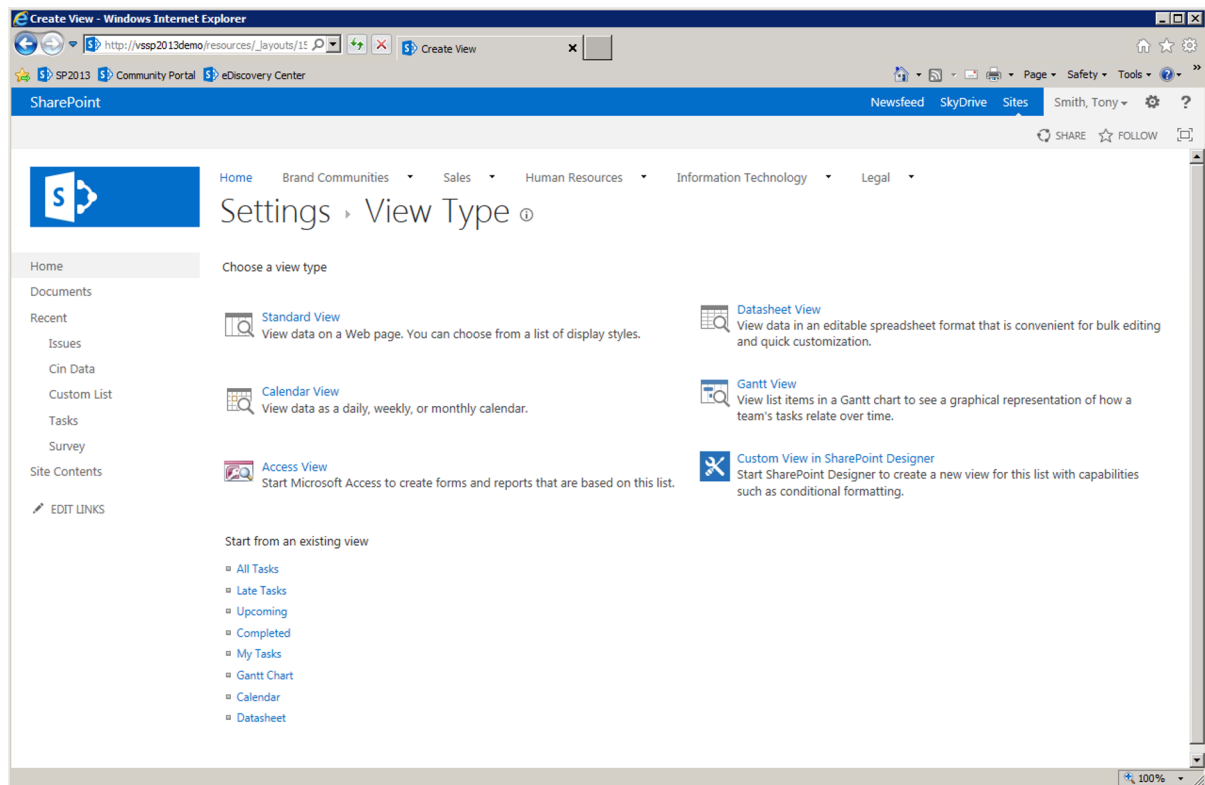 Create View - Windows Internet Explorer
http://vssp2013demo/resources/_layouts/15
Create View
SP2013 Community Portal eDiscovery Center
Page Safety Tools
SharePoint
Newsfeed SkyDrive Sites Smith, Tony ?
SHARE FOLLOW
S
Home Brand Communities Sales Human Resources Information Technology Legal
Settings › View Type
Home
Documents
Recent
Issues
Cin Data
Custom List
Tasks
Survey
Site Contents
EDIT LINKS
Choose a view type
Standard View
View data on a Web page. You can choose from a list of display styles.
Datasheet View
View data in an editable spreadsheet format that is convenient for bulk editing
and quick customization.
Calendar View
View data as a daily, weekly, or monthly calendar.
Gantt View
View list items in a Gantt chart to see a graphical representation of how a
team's tasks relate over time.
Access View
Start Microsoft Access to create forms and reports that are based on this list.
Custom View in SharePoint Designer
Start SharePoint Designer to create a new view for this list with capabilities
such as conditional formatting.
Start from an existing view
All Tasks
Late Tasks
Upcoming
Completed
My Tasks
Gantt Chart
Calendar
Datasheet
100%